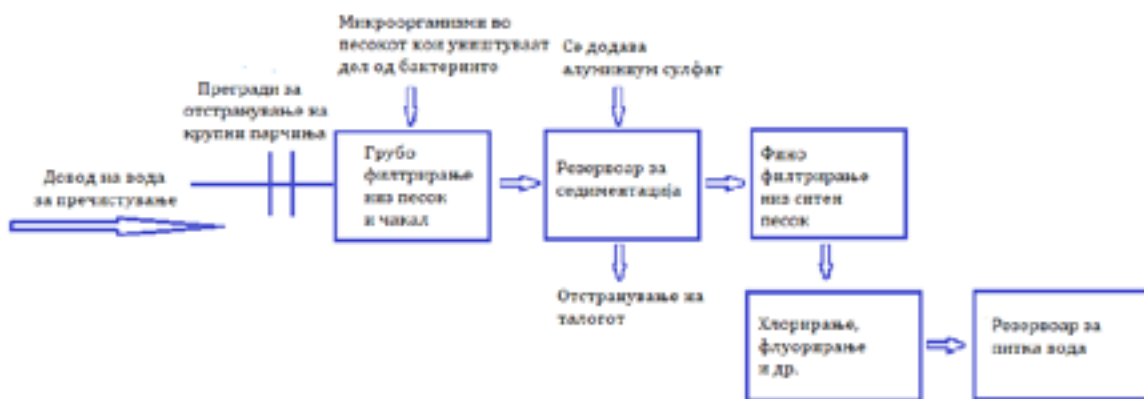 Микроорганизми во
песокот кои уништуваат
дел од бактериите
Се додава
алуминиум сулфат
Прегради за
отстранување на
крупни парчиња
Довод на вода
за пречистување
Грубо
филтрирање
низ песок
и чакал
Резервоар за
седиментација
Фино
филтрирање
низ ситен
песок
Отстранување на
талогот
Хлорирање,
флуорирање
и др.
Резервоар за
питка вода